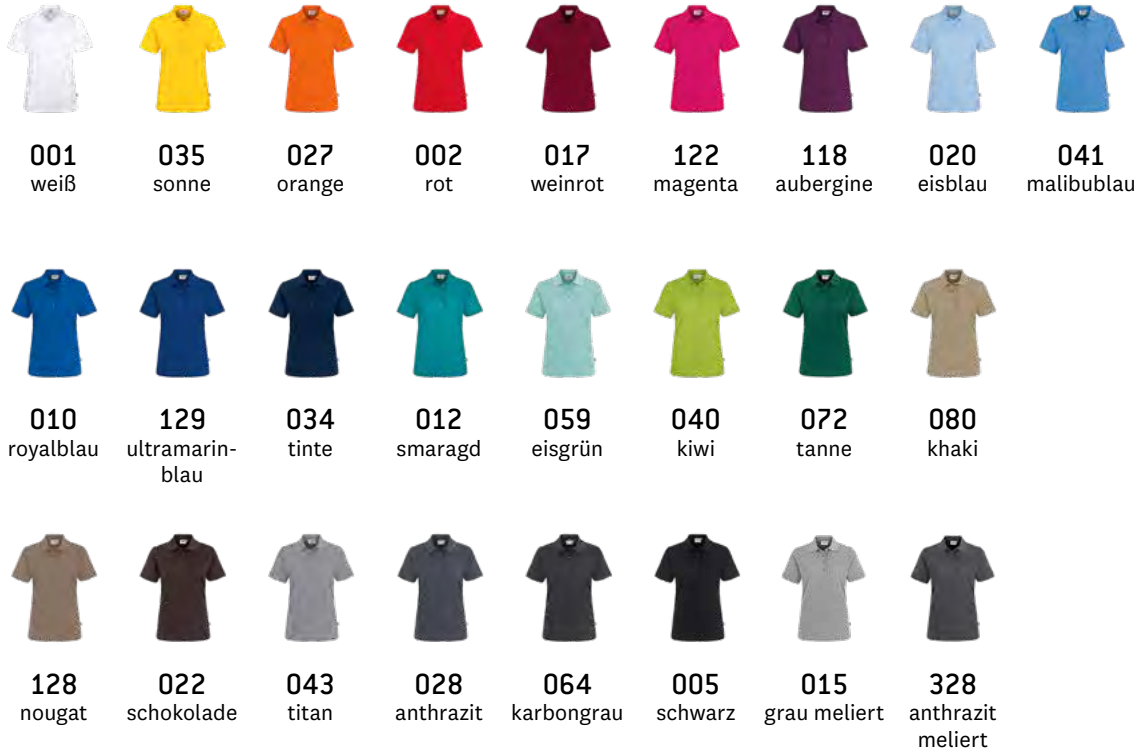 001 035 027 002 017 122 118 020 041
weiß sonne orange rot weinrot magenta aubergine eisblau malibublau
010 129 034 012 059 040 072 080
royalblau ultramarin- tinte smaragd eisgrün kiwi tanne khaki
blau
128 022 043 028 064 005 015 328
nougat schokolade titan anthrazit karbongrau schwarz grau meliert anthrazit
meliert